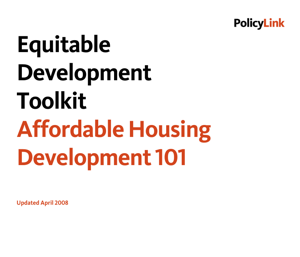 PolicyLink
Equitable
Development
Toolkit
Affordable Housing
Development 101
Updated April 2008